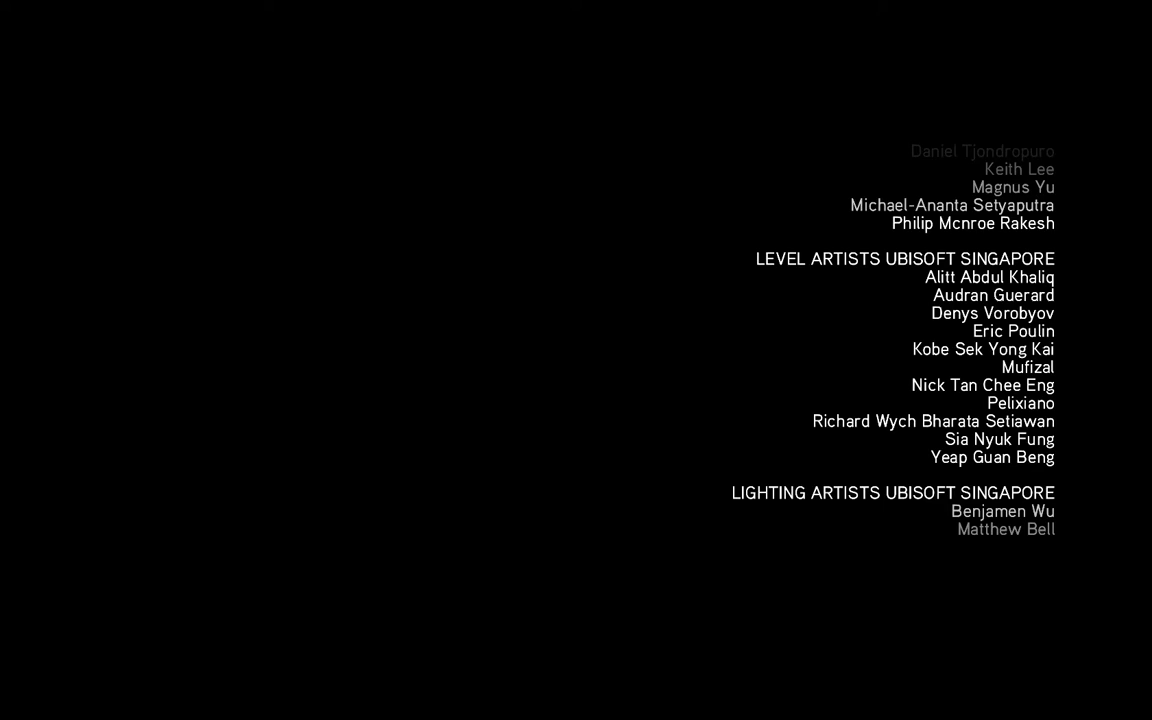 Daniel Tjondropuro
Keith Lee
Magnus Yu
Michael-Ananta Setyaputra
Philip Mcnroe Rakesh
LEVEL ARTISTS UBISOFT SINGAPORE
Alitt Abdul Khaliq
Audran Guerard
Denys Vorobyov
Eric Poulin
Kobe Sek Yong Kai
Mufizal
Nick Tan Chee Eng
Pelixiano
Richard Wych Bharata Setiawan
Sia Nyuk Fung
Yeap Guan Beng
LIGHTING ARTISTS UBISOFT SINGAPORE
Benjamen Wu
Matthew Bell